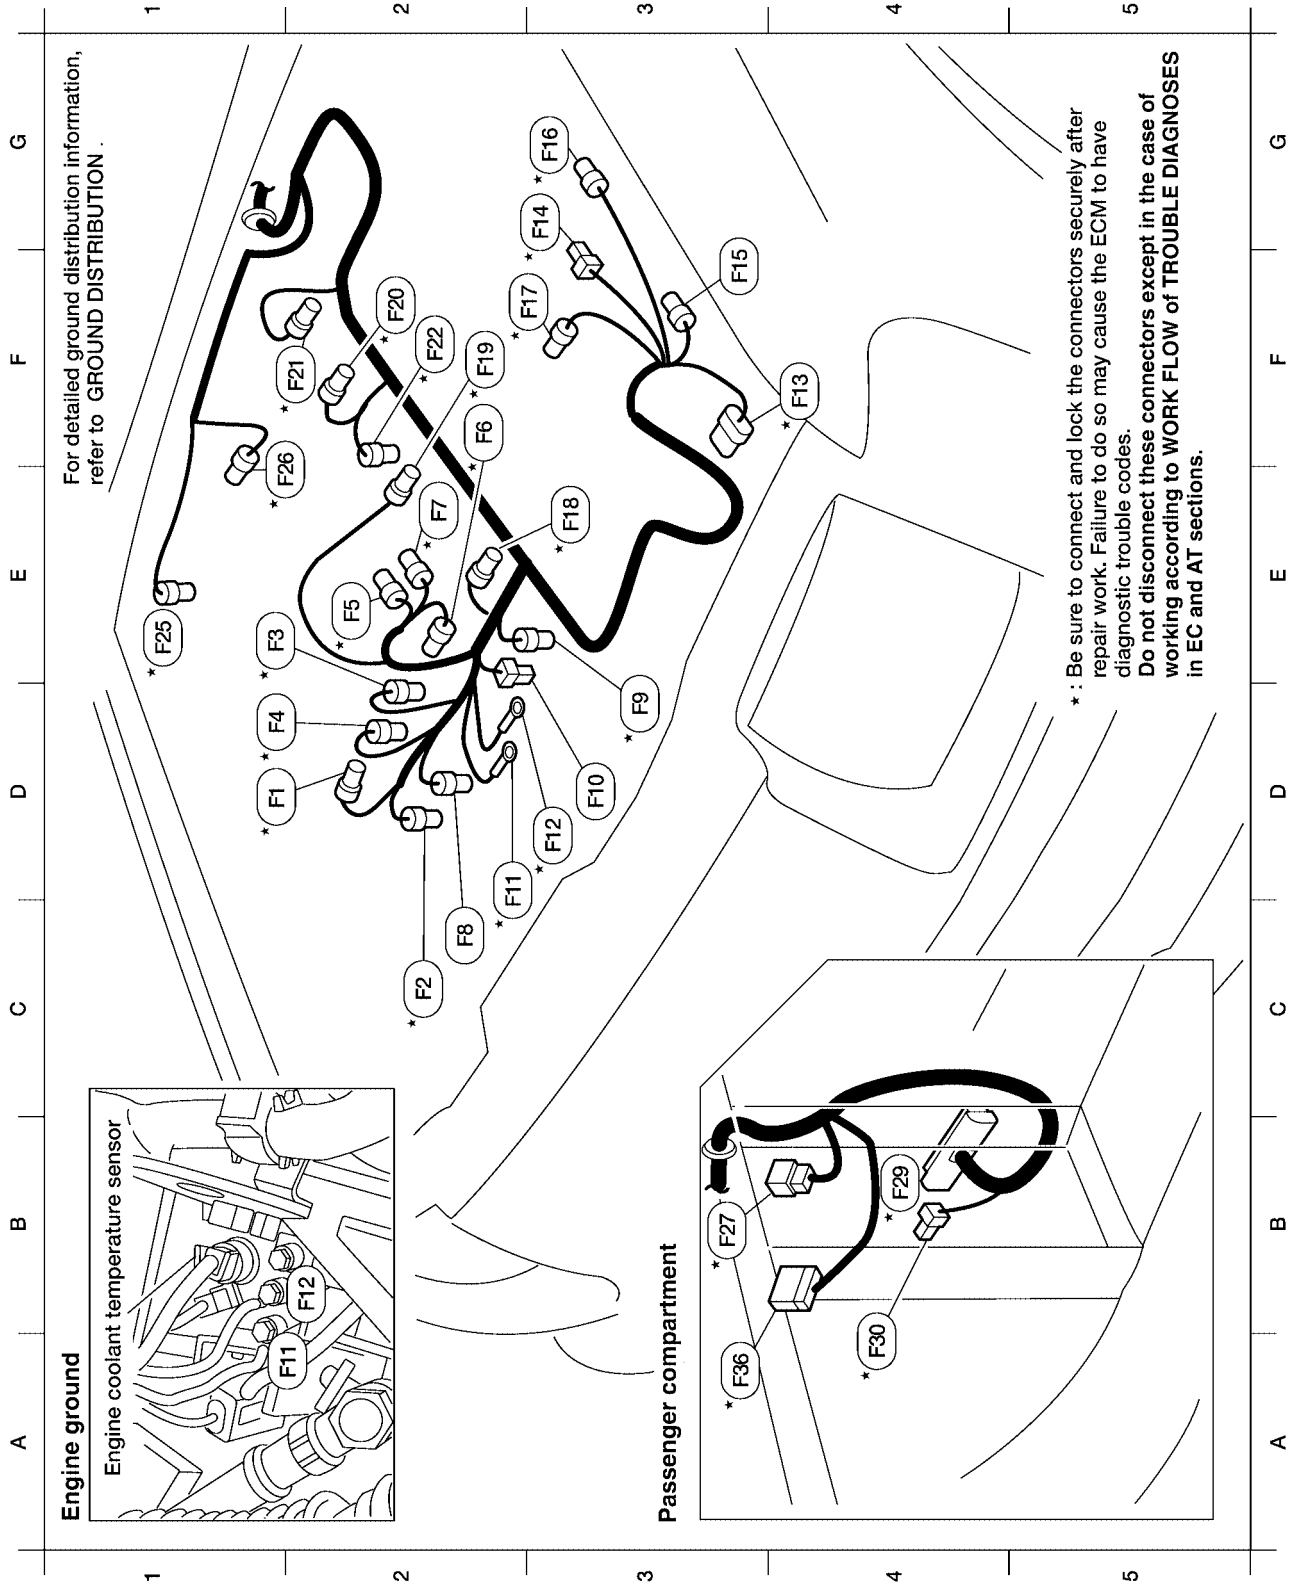 A B C D E F G
1 1
2 2
3 3
4 4
5 5
A B C D E F G
Engine ground
Engine coolant temperature sensor
F11
F12
For detailed ground distribution information,
refer to GROUND DISTRIBUTION .
★ F25
★ F26
★ F1
★ F4
★ F3
★ F21
★ F5
★ F20
★ F2
★ F7
★ F22
F8
★ F6
★ F19
★ F11
★ F12
★ F18
★ F17
★ F14
★ F16
F10
★ F9
F15
★ F13
Passenger compartment
★ F36
★ F27
★ F30
★ F29
★ : Be sure to connect and lock the connectors securely after
repair work. Failure to do so may cause the ECM to have
diagnostic trouble codes.
Do not disconnect these connectors except in the case of
working according to WORK FLOW of TROUBLE DIAGNOSES
in EC and AT sections.